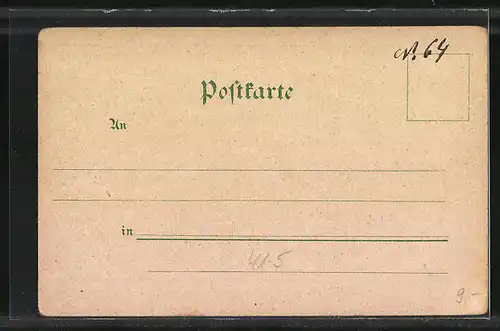 N. 64
Postkarte
An
in
41-5
9,-